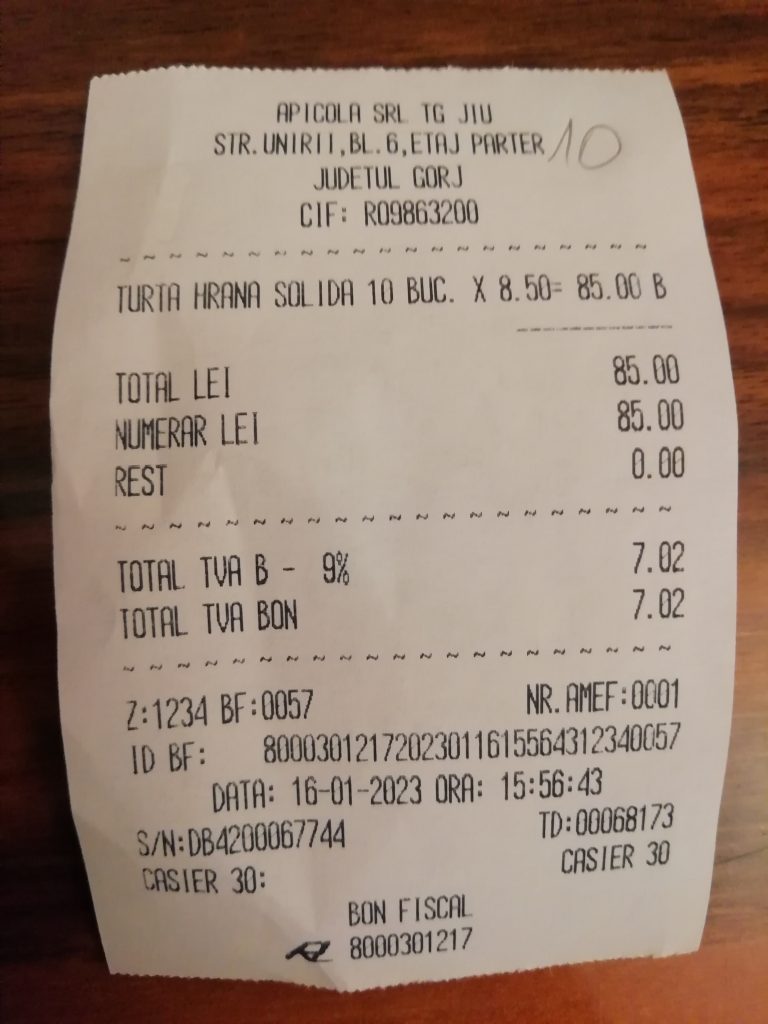 APICOLA SRL TG JIU
STR.UNIRII,BL.6,ETAJ PARTER
10
JUDETUL GORJ
CIF: RO9863200
~ ~ ~ ~ ~ ~ ~ ~ ~ ~ ~ ~ ~ ~ ~ ~ ~ ~ ~ ~ ~
TURTA HRANA SOLIDA 10 BUC. X 8.50= 85.00 B
TOTAL LEI 85.00
NUMERAR LEI 85.00
REST 0.00
~ ~ ~ ~ ~ ~ ~ ~ ~ ~ ~ ~ ~ ~ ~ ~ ~ ~ ~ ~ ~
TOTAL TVA B - 9% 7.02
TOTAL TVA BON 7.02
~ ~ ~ ~ ~ ~ ~ ~ ~ ~ ~ ~ ~ ~ ~ ~ ~ ~ ~ ~ ~
Z:1234 BF:0057 NR.AMEF:0001
ID BF: 80003012172023011615564312340057
DATA: 16-01-2023 ORA: 15:56:43
S/N:DB4200067744 TD:00068173
CASIER 30: CASIER 30
BON FISCAL
8000301217